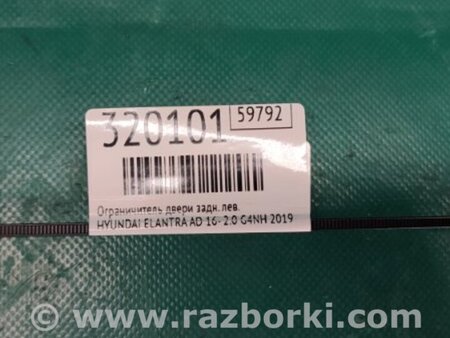 320101
59792
Ограничитель двери задн. лев.
HYUNDAI ELANTRA AD 16- 2.0 G4NH 2019
© www.razborki.com